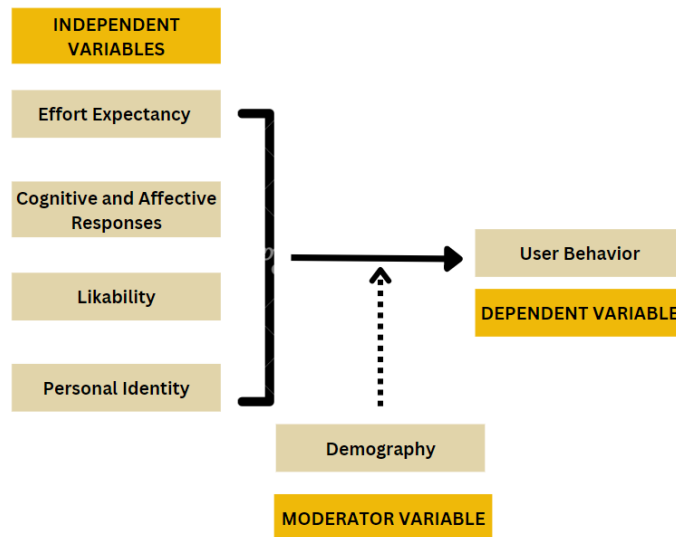 INDEPENDENT
VARIABLES
Effort Expectancy
Cognitive and Affective
Responses
Likability
Personal Identity
User Behavior
DEPENDENT VARIABLE
Demography
MODERATOR VARIABLE